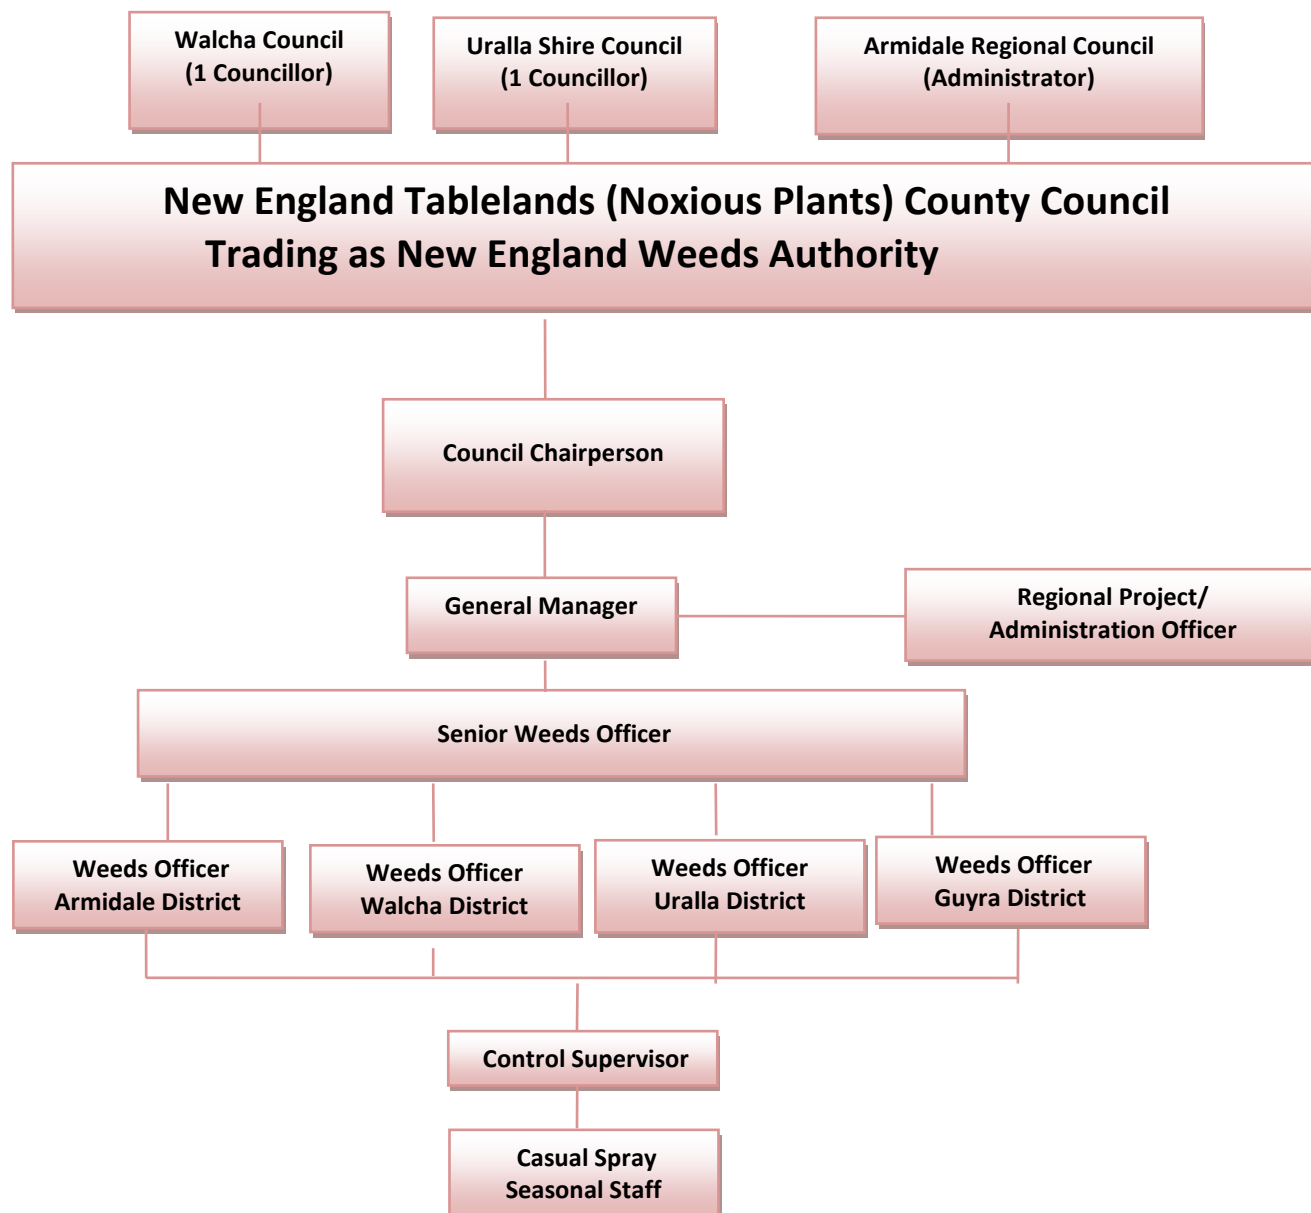 Walcha Council
(1 Councillor)
Uralla Shire Council
(1 Councillor)
Armidale Regional Council
(Administrator)
New England Tablelands (Noxious Plants) County Council
Trading as New England Weeds Authority
Council Chairperson
General Manager
Regional Project/
Administration Officer
Senior Weeds Officer
Weeds Officer
Armidale District
Weeds Officer
Walcha District
Weeds Officer
Uralla District
Weeds Officer
Guyra District
Control Supervisor
Casual Spray
Seasonal Staff